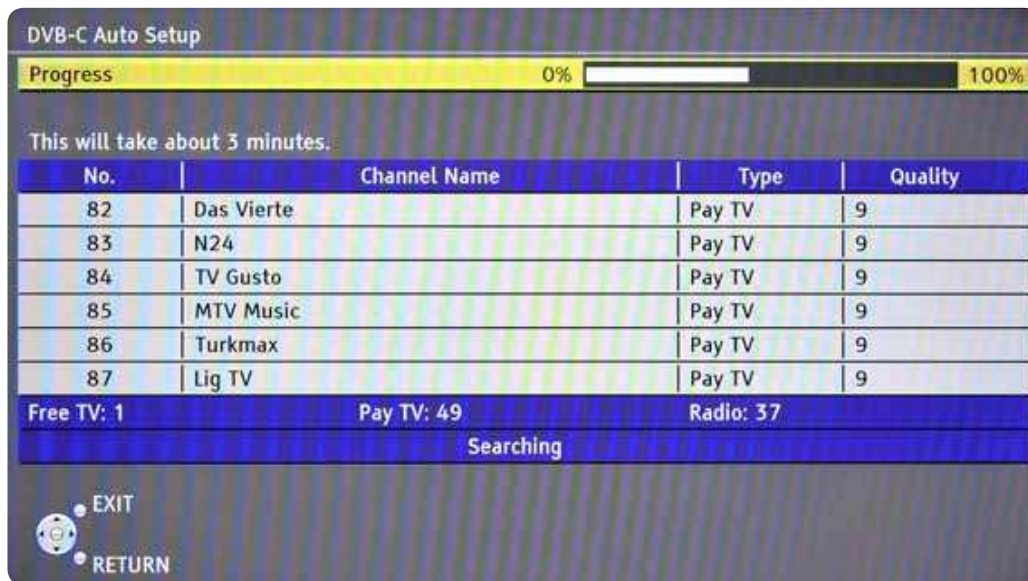 DVB-C Auto Setup
Progress 0% 100%
This will take about 3 minutes.
No. Channel Name Type Quality
82 Das Vierte Pay TV 9
83 N24 Pay TV 9
84 TV Gusto Pay TV 9
85 MTV Music Pay TV 9
86 Turkmax Pay TV 9
87 Lig TV Pay TV 9
Free TV: 1 Pay TV: 49 Radio: 37
Searching
EXIT
RETURN